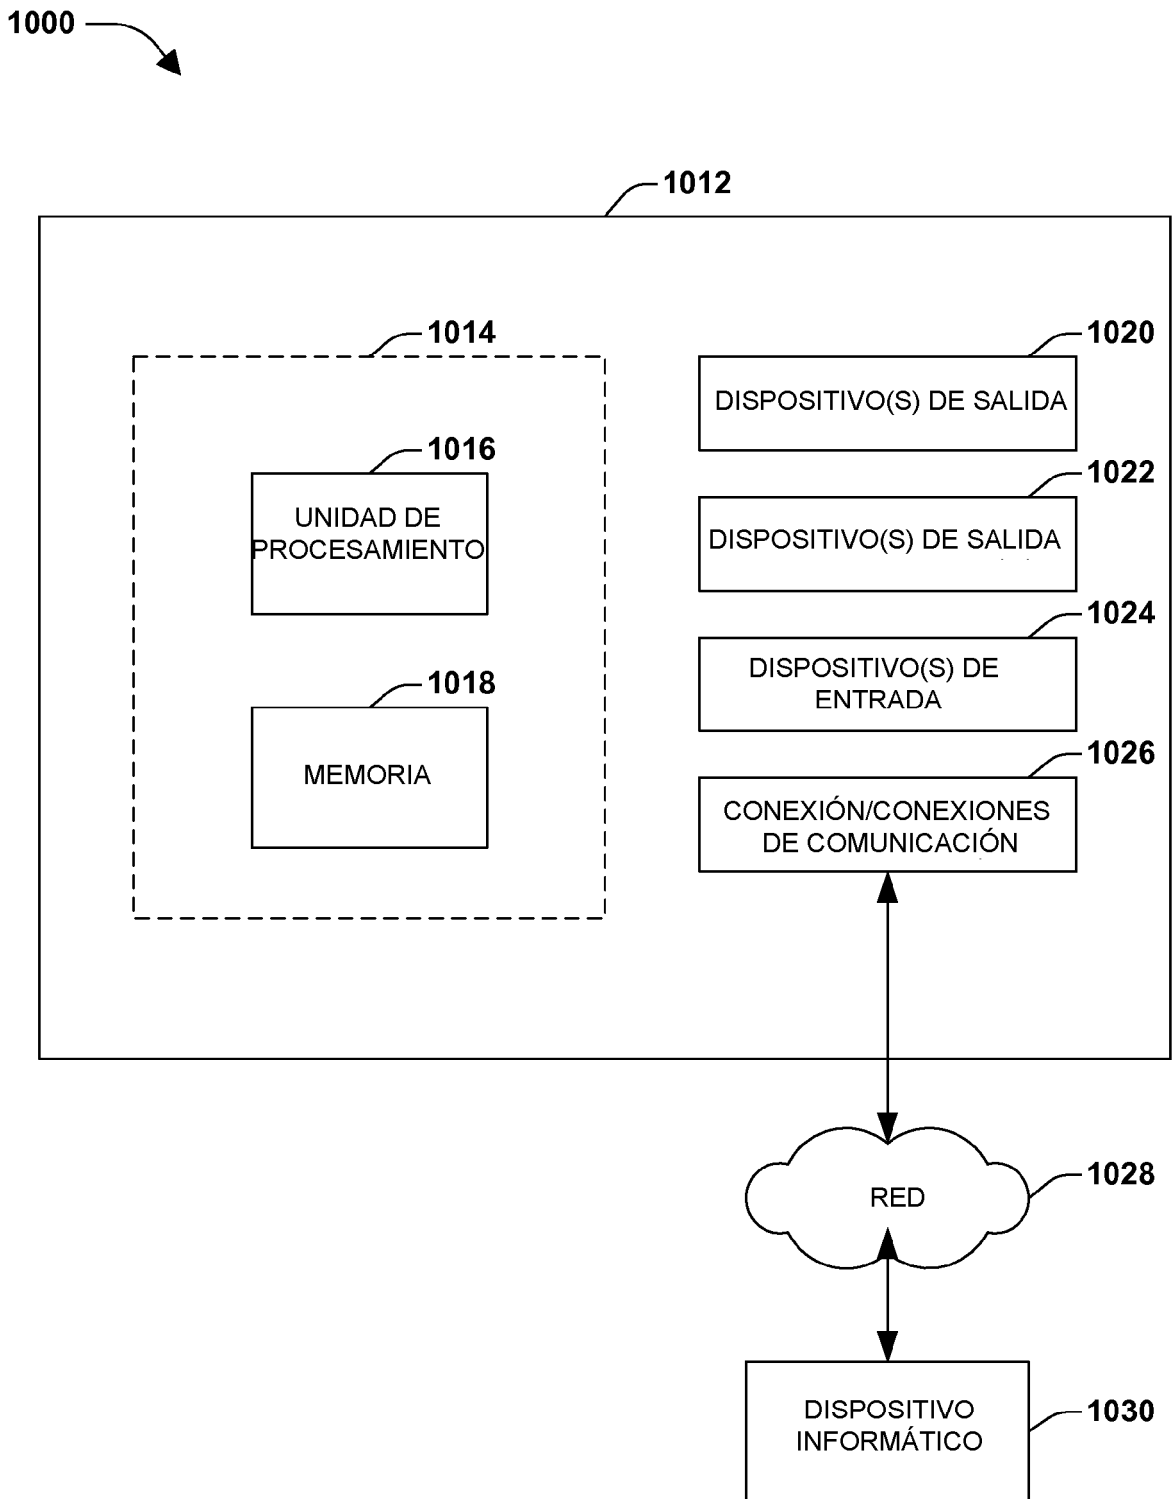 1000
1012
1014
1020
DISPOSITIVO(S) DE SALIDA
1016
UNIDAD DE
PROCESAMIENTO
1022
DISPOSITIVO(S) DE SALIDA
1024
DISPOSITIVO(S) DE
ENTRADA
1018
MEMORIA
1026
CONEXIÓN/CONEXIONES
DE COMUNICACIÓN
1028
RED
1030
DISPOSITIVO
INFORMÁTICO